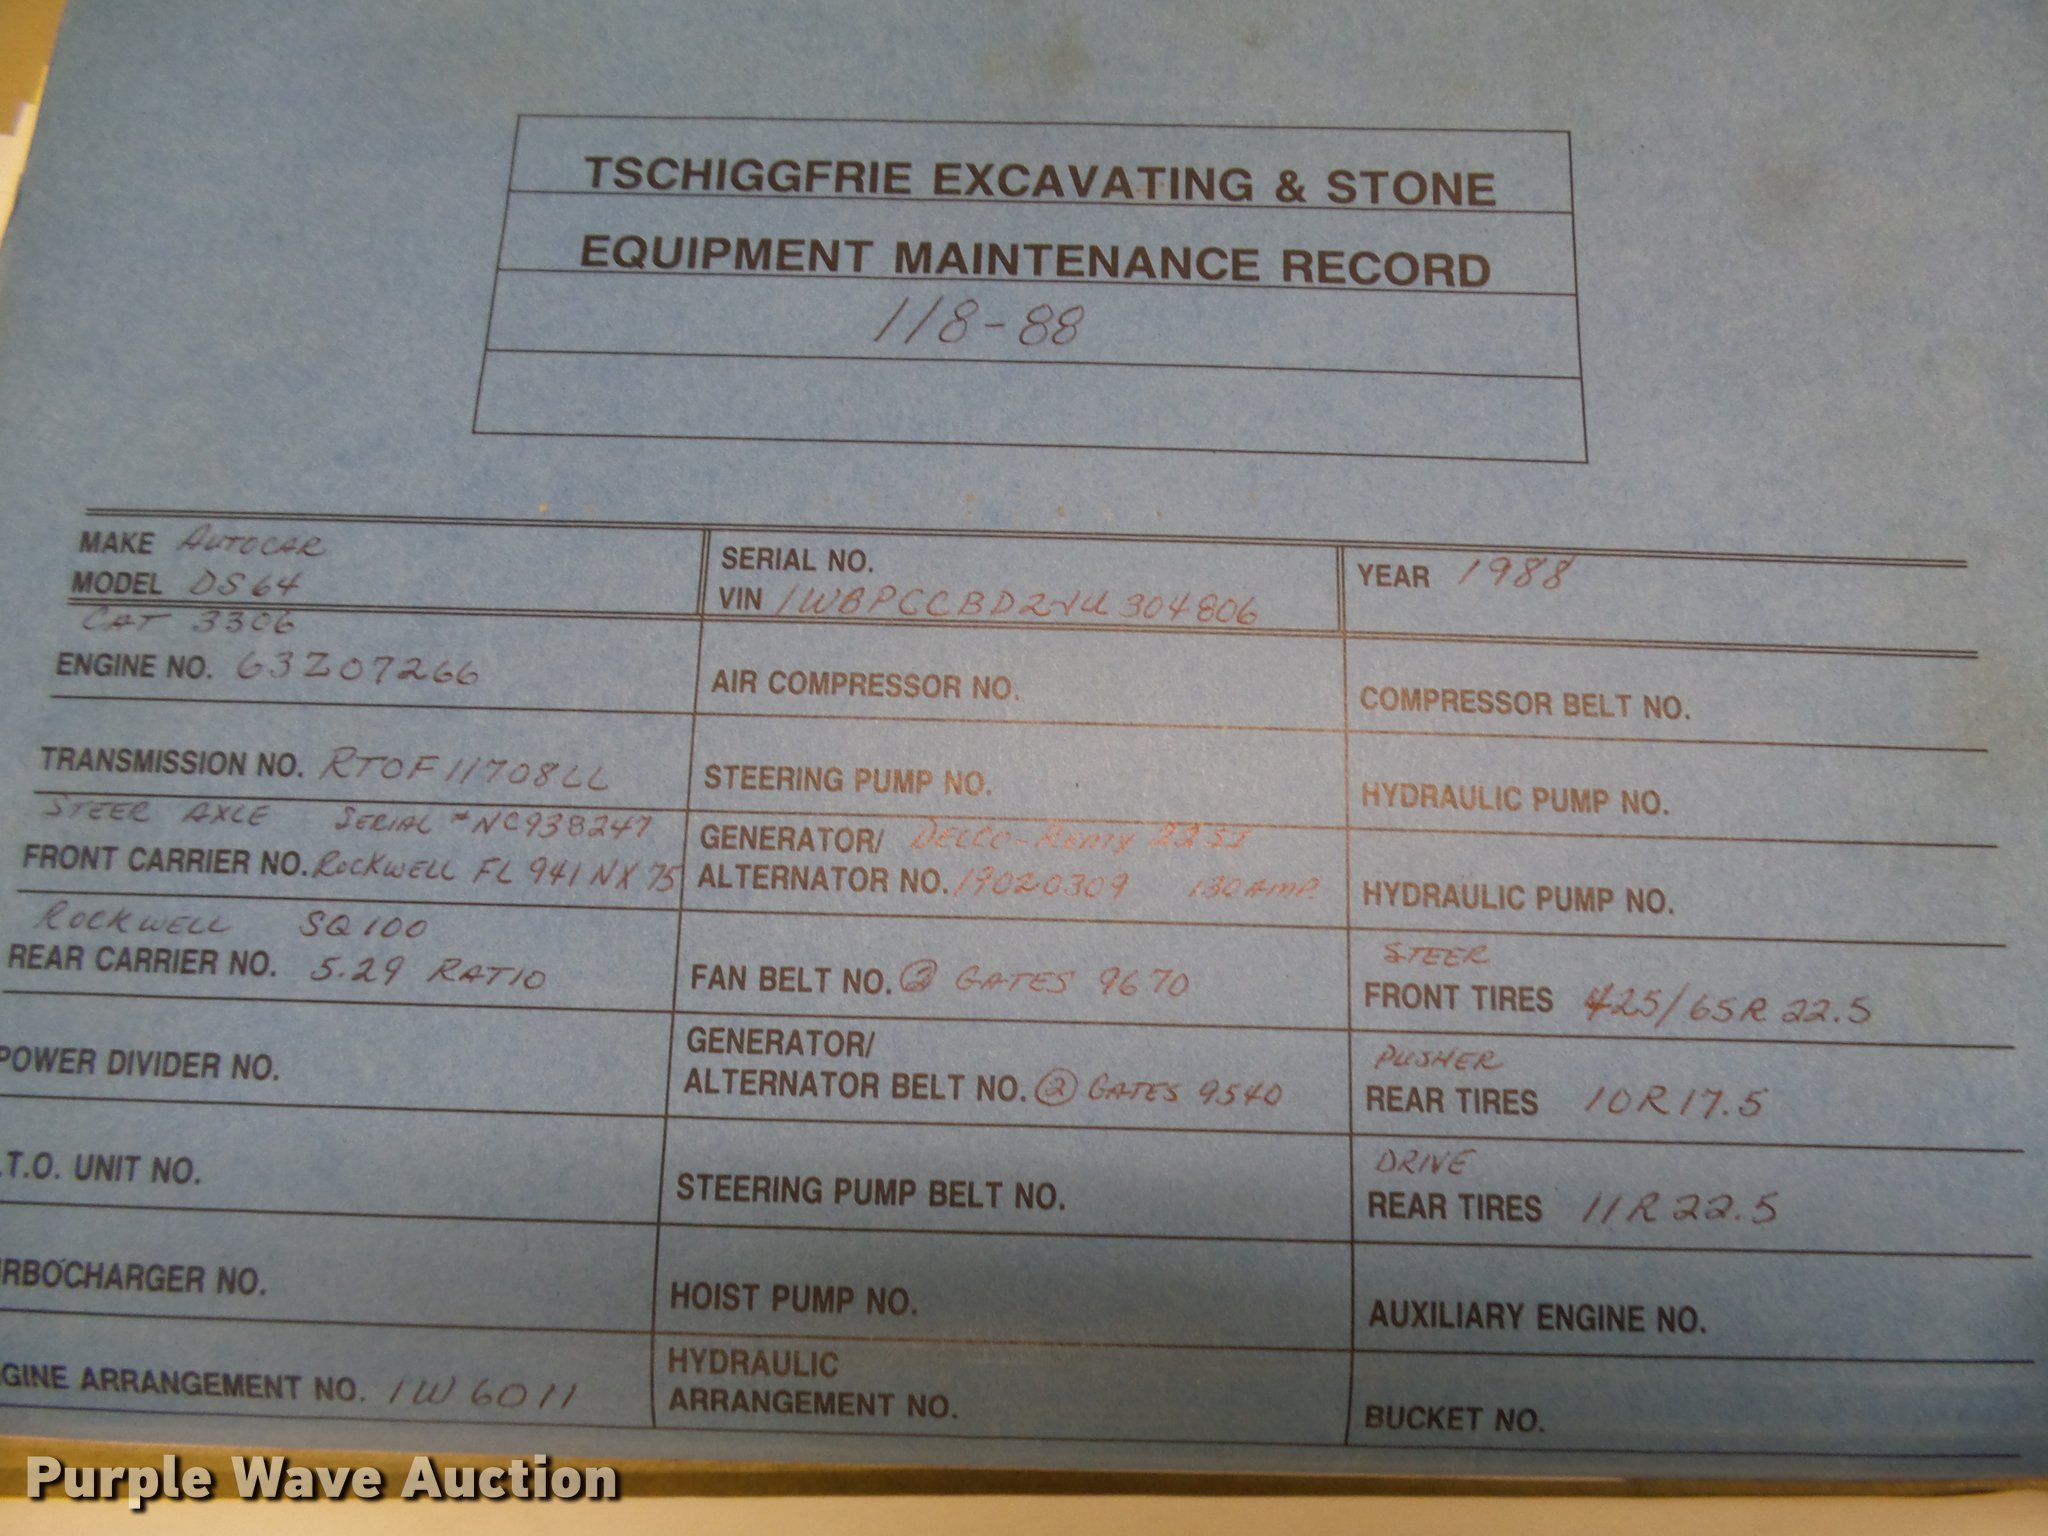 TSCHIGGFRIE EXCAVATING & STONE
EQUIPMENT MAINTENANCE RECORD
118-88
MAKE AUTOCAR
MODEL DS64
SERIAL NO.
VIN 304806
YEAR 1988
CAT 3306
ENGINE NO. 63Z07266
AIR COMPRESSOR NO.
COMPRESSOR BELT NO.
TRANSMISSION NO. RTOF11708LL
STEERING PUMP NO.
HYDRAULIC PUMP NO.
STEER AXLE SERIAL # NC938247
FRONT CARRIER NO. ROCKWELL FL 941 NX 75
GENERATOR/ DELCO-REMY
ALTERNATOR NO. 19020309 130 AMP.
HYDRAULIC PUMP NO.
ROCKWELL SQ100
REAR CARRIER NO. 5.29 RATIO
FAN BELT NO. ② GATES 9670
STEER
FRONT TIRES 425/65R 22.5
POWER DIVIDER NO.
GENERATOR/
ALTERNATOR BELT NO. ② GATES 9540
PUSHER
REAR TIRES 10R17.5
.T.O. UNIT NO.
STEERING PUMP BELT NO.
DRIVE
REAR TIRES 11R22.5
RBOCHARGER NO.
HOIST PUMP NO.
AUXILIARY ENGINE NO.
GINE ARRANGEMENT NO. 1W6011
HYDRAULIC
ARRANGEMENT NO.
BUCKET NO.
Purple Wave Auction